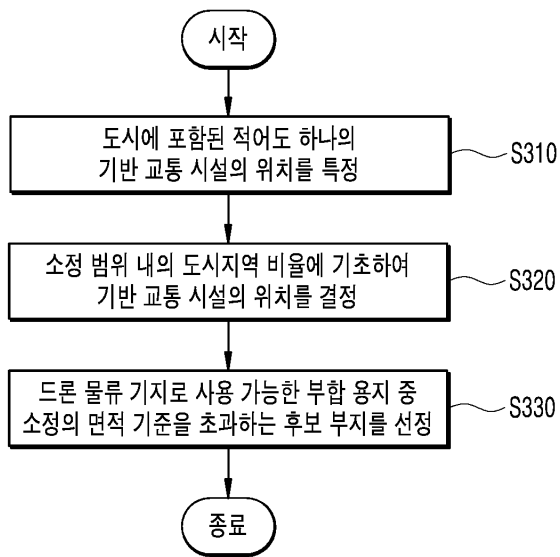 시작
도시에 포함된 적어도 하나의
기반 교통 시설의 위치를 특정
S310
소정 범위 내의 도시지역 비율에 기초하여
기반 교통 시설의 위치를 결정
S320
드론 물류 기지로 사용 가능한 부합 용지 중
소정의 면적 기준을 초과하는 후보 부지를 선정
S330
종료